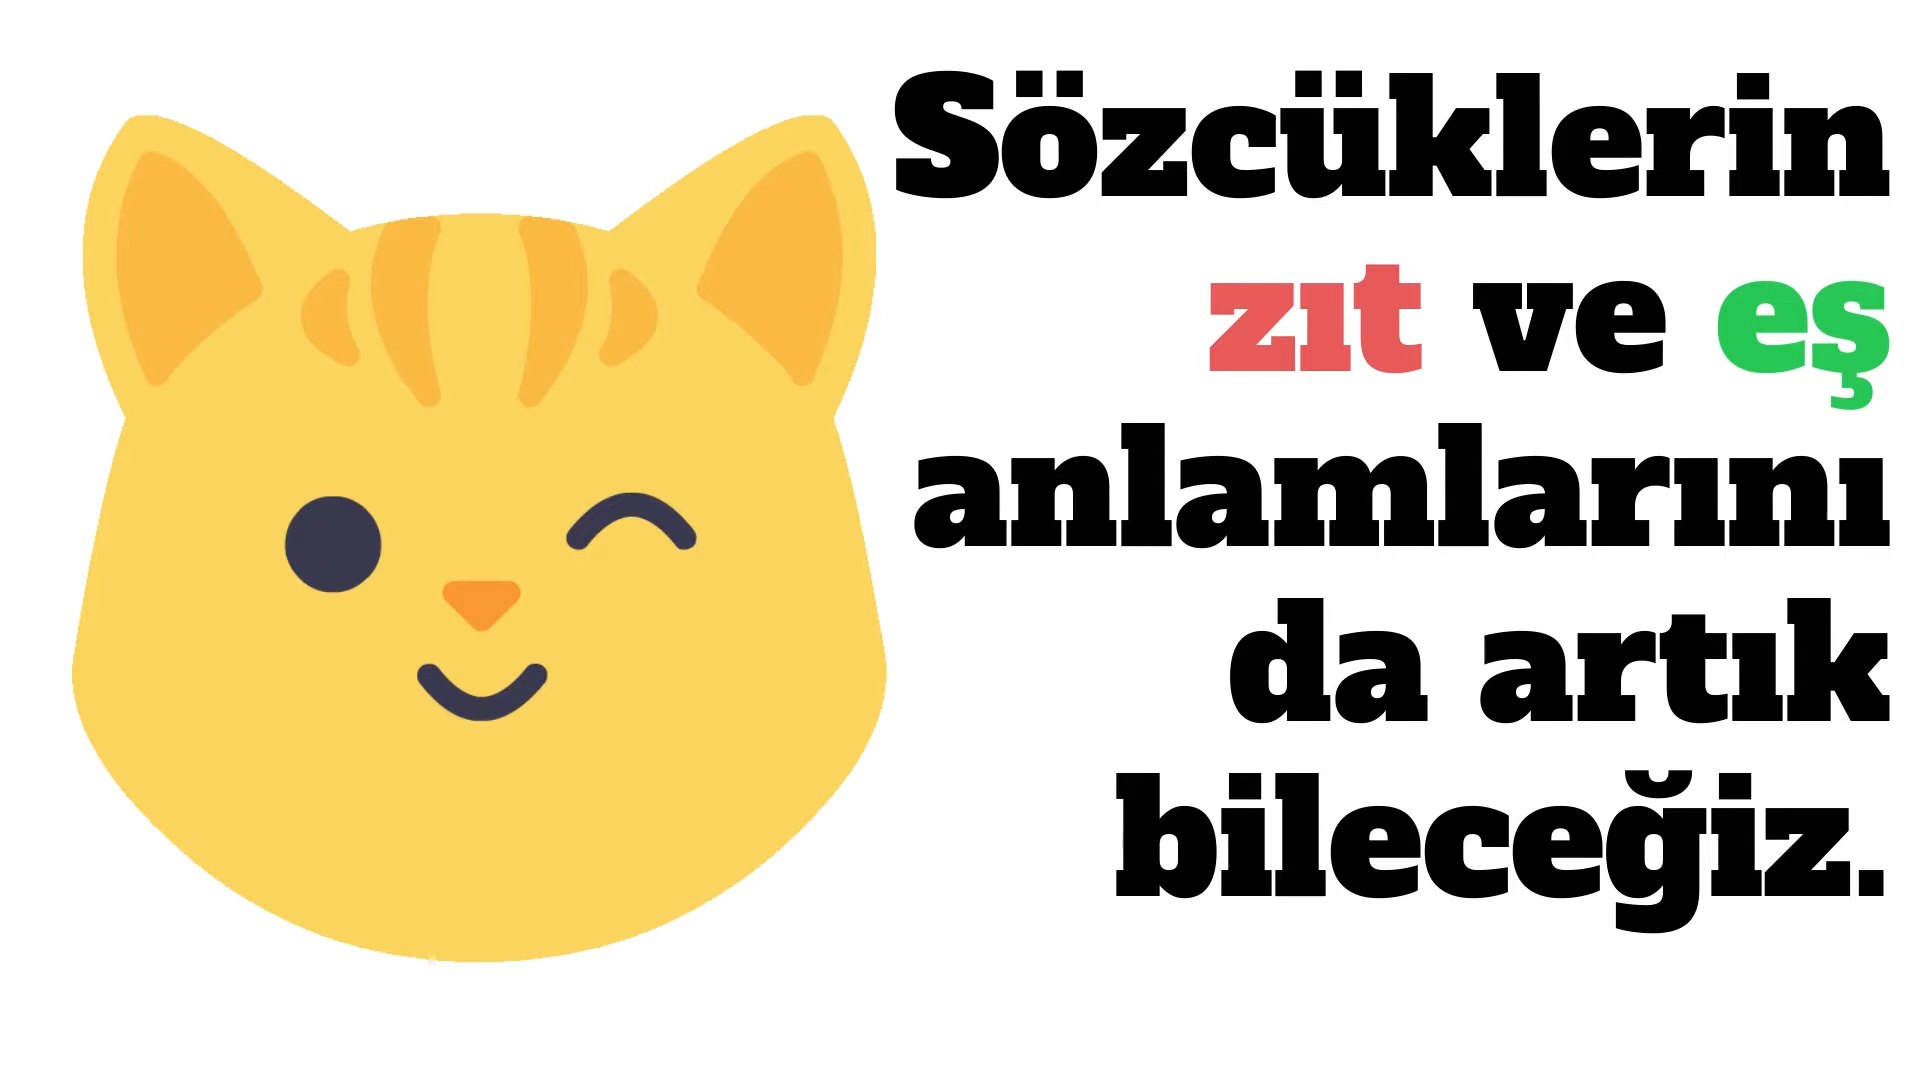 Sözcüklerin
zıt ve eş
anlamlarını
da artık
bileceğiz.